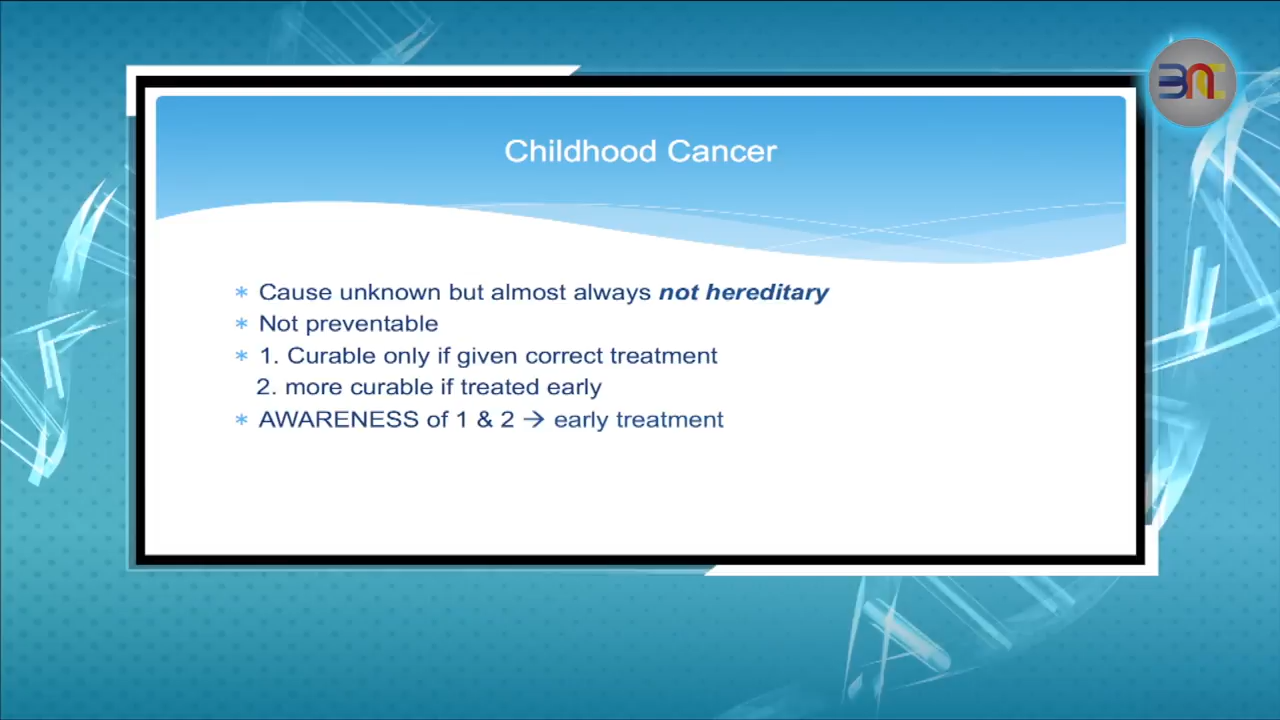 BNC
Childhood Cancer
* Cause unknown but almost always not hereditary
* Not preventable
* 1. Curable only if given correct treatment
2. more curable if treated early
* AWARENESS of 1 & 2 → early treatment